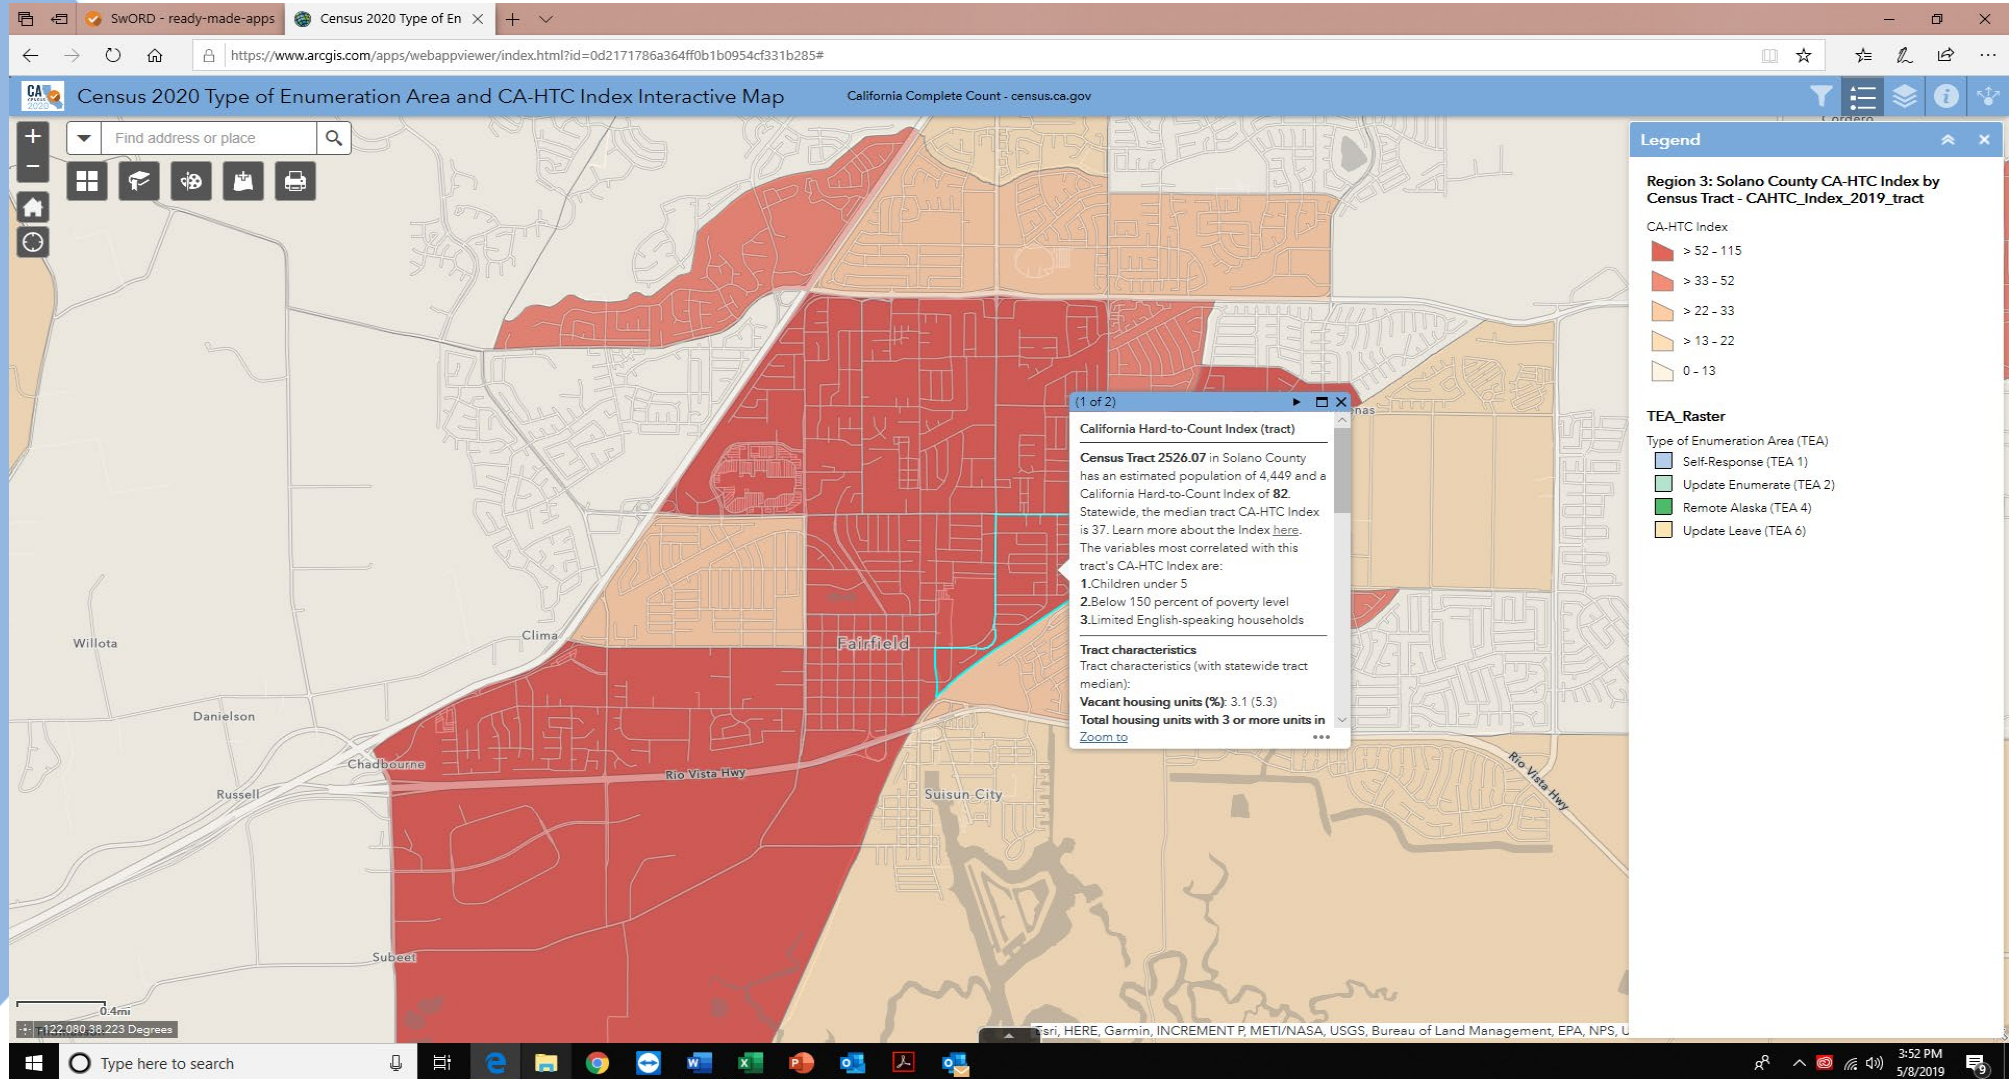 SwORD - ready-made-apps
Census 2020 Type of En
https://www.arcgis.com/apps/webappviewer/index.html?id=0d2171786a364ff0b1b0954cf331b285#
CA
CENSUS
2020
Census 2020 Type of Enumeration Area and CA-HTC Index Interactive Map
California Complete Count - census.ca.gov
Find address or place
Cordero
Legend
Region 3: Solano County CA-HTC Index by
Census Tract - CAHTC_Index_2019_tract
CA-HTC Index
> 52 - 115
> 33 - 52
> 22 - 33
> 13 - 22
0 - 13
TEA_Raster
Type of Enumeration Area (TEA)
Self-Response (TEA 1)
Update Enumerate (TEA 2)
Remote Alaska (TEA 4)
Update Leave (TEA 6)
(1 of 2)
enas
California Hard-to-Count Index (tract)
Census Tract 2526.07 in Solano County
has an estimated population of 4,449 and a
California Hard-to-Count Index of 82.
Statewide, the median tract CA-HTC Index
is 37. Learn more about the Index here.
The variables most correlated with this
tract's CA-HTC Index are:
1.Children under 5
2.Below 150 percent of poverty level
3.Limited English-speaking households
Tract characteristics
Tract characteristics (with statewide tract
median):
Vacant housing units (%): 3.1 (5.3)
Total housing units with 3 or more units in
Zoom to
Willota
Clima
Fairfield
Danielson
Chadbourne
Russell
Rio Vista Hwy
Suisun City
Rio Vista Hwy
Subeet
0.4mi
-122.080 38.223 Degrees
Esri, HERE, Garmin, INCREMENT P, METI/NASA, USGS, Bureau of Land Management, EPA, NPS, U
Type here to search
3:52 PM
5/8/2019
9